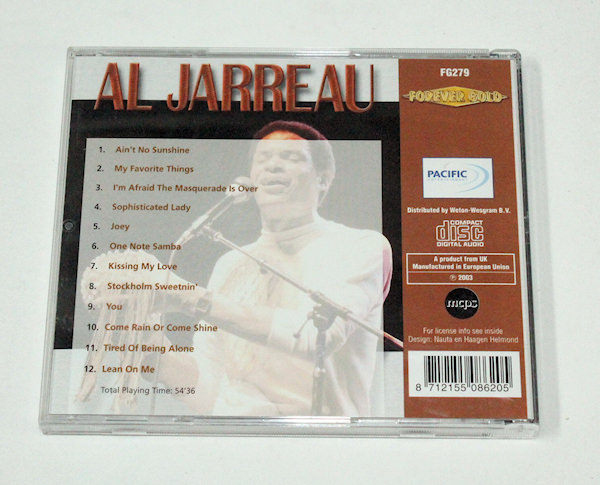 AL JARREAU
1. Ain't No Sunshine
2. My Favorite Things
3. I'm Afraid The Masquerade Is Over
4. Sophisticated Lady
5. Joey
6. One Note Samba
7. Kissing My Love
8. Stockholm Sweetnin'
9. You
10. Come Rain Or Come Shine
11. Tired Of Being Alone
12. Lean On Me
Total Playing Time: 54'36
FG279
FOREVER GOLD
PACIFIC
Distributed by Weton-Wesgram B.V.
COMPACT
disc
DIGITAL AUDIO
A product from UK
Manufactured in European Union
℗ 2003
mcps
For license info see inside
Design: Nauta en Haagen Helmond
8 712155 086205